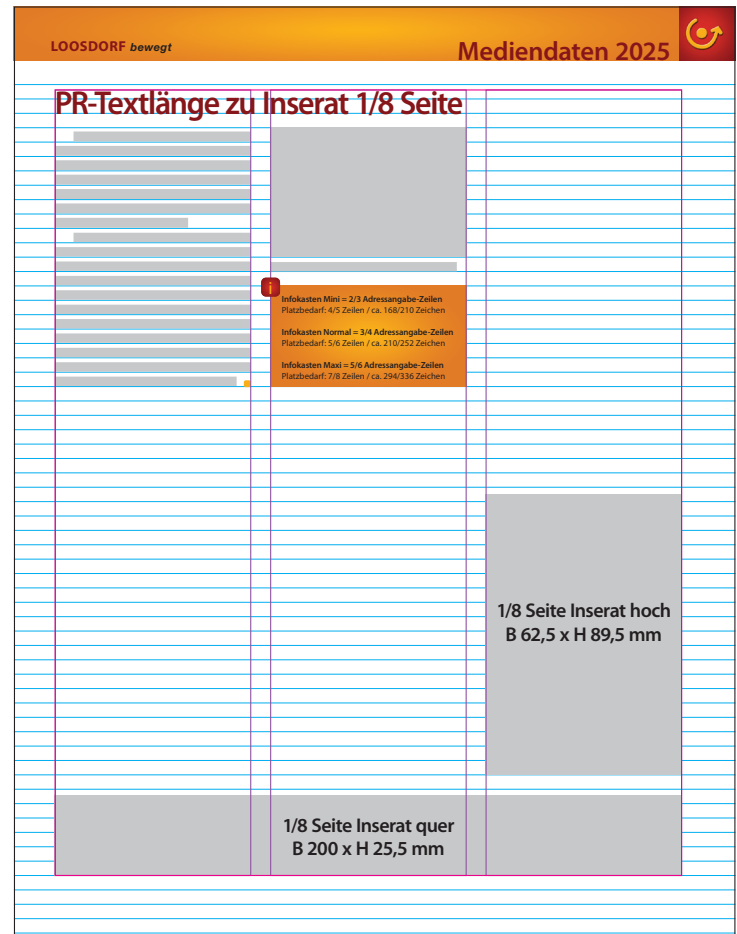 LOOSDORF bewegt
Mediendaten 2025
PR-Textlänge zu Inserat 1/8 Seite
i
Infokasten Mini = 2/3 Adressangabe-Zeilen
Platzbedarf: 4/5 Zeilen / ca. 168/210 Zeichen
Infokasten Normal = 3/4 Adressangabe-Zeilen
Platzbedarf: 5/6 Zeilen / ca. 210/252 Zeichen
Infokasten Maxi = 5/6 Adressangabe-Zeilen
Platzbedarf: 7/8 Zeilen / ca. 294/336 Zeichen
1/8 Seite Inserat hoch
B 62,5 x H 89,5 mm
1/8 Seite Inserat quer
B 200 x H 25,5 mm